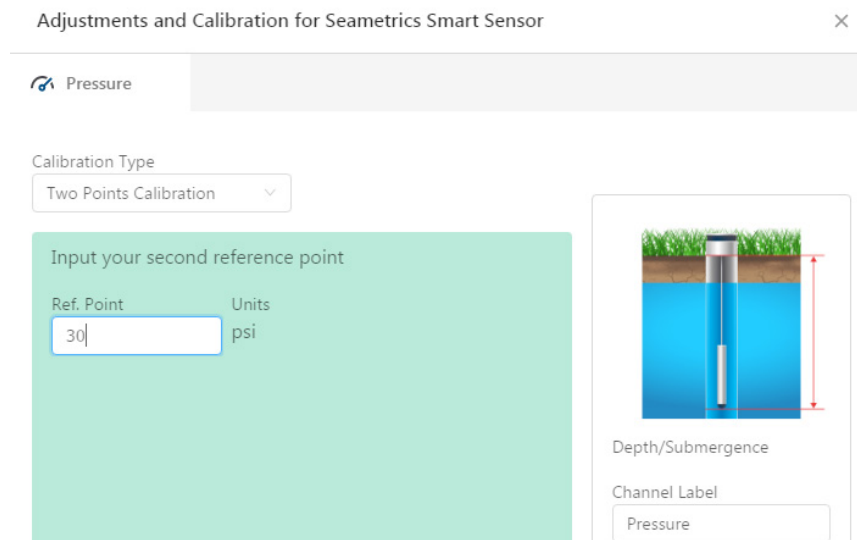 Adjustments and Calibration for Seametrics Smart Sensor
Pressure
Calibration Type
Two Points Calibration
Input your second reference point
Ref. Point Units
30 psi
Depth/Submergence
Channel Label
Pressure